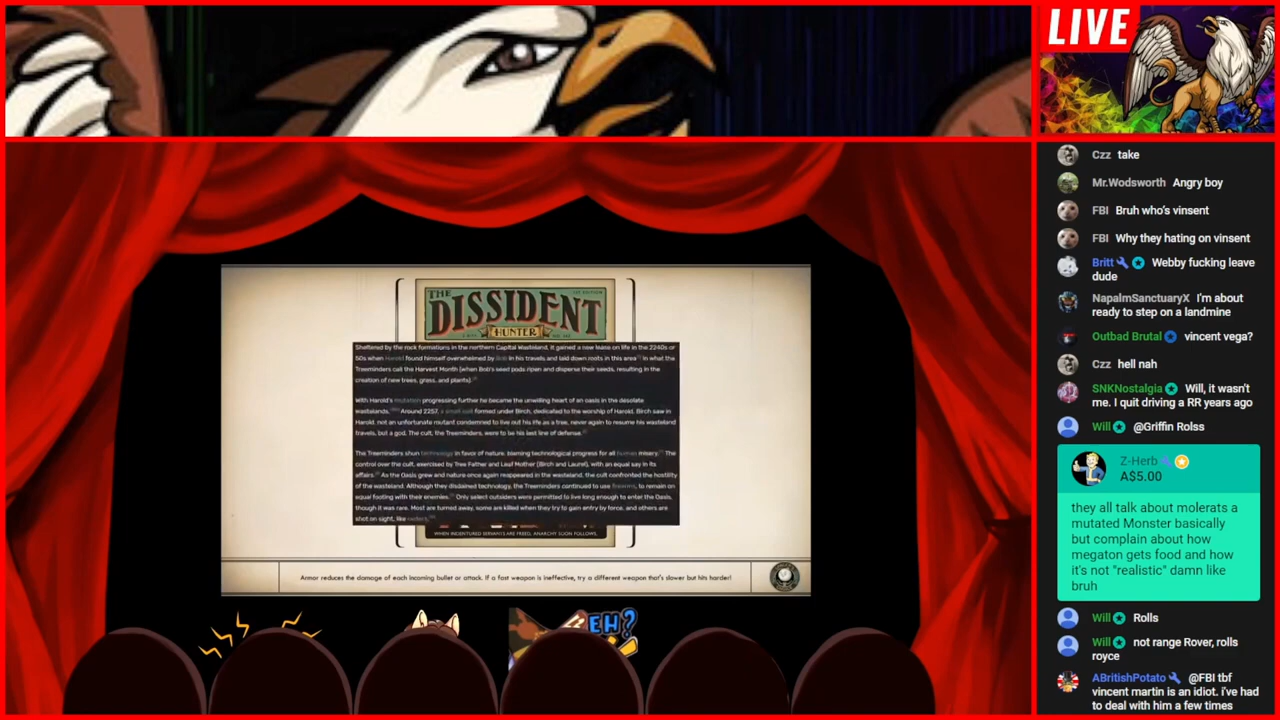 LIVE
THE
DISSIDENT
HUNTER
Sheltered by the rock formations in the northern Capital Wasteland, it gained a new lease on life in the 2240s or
50s when Harold found himself overwhelmed by Bob in his travels and laid down roots in this area In what the
Treeminders call the Harvest Month (when Bob's seed pods ripen and disperse their seeds, resulting in the
creation of new trees, grass, and plants).
With Harold's mutation progressing further he became the unwilling heart of an oasis in the desolate
wastelands. Around 2257, a small cult formed under Birch, dedicated to the worship of Harold. Birch saw in
Harold, not an unfortunate mutant condemned to live out his life as a tree, never again to resume his wasteland
travels, but a god. The cult, the Treeminders, were to be his last line of defense.
The Treeminders shun technology in favor of nature, blaming technological progress for all human misery. The
control over the cult, exercised by Tree Father and Leaf Mother (Birch and Laurel), with an equal say in its
affairs. As the Oasis grew and nature once again reappeared in the wasteland, the cult confronted the hostility
of the wasteland. Although they disdained technology, the Treeminders continued to use firearms, to remain on
equal footing with their enemies. Only select outsiders were permitted to live long enough to enter the Oasis,
though it was rare. Most are turned away, some are killed when they try to gain entry by force, and others are
shot on sight, like raiders.
WHEN INDENTURED SERVANTS ARE FREED, ANARCHY SOON FOLLOWS.
Armor reduces the damage of each incoming bullet or attack. If a fast weapon is ineffective, try a different weapon that's slower but hits harder!
EH?
Czz take
Mr.Wodsworth Angry boy
FBI Bruh who's vinsent
FBI Why they hating on vinsent
Britt Webby fucking leave
dude
NapalmSanctuaryX I'm about
ready to step on a landmine
Outbad Brutal vincent vega?
Czz hell nah
SNKNostalgia Will, it wasn't
me. I quit driving a RR years ago
Will @Griffin Rolss
Z-Herb
A$5.00
they all talk about molerats a
mutated Monster basically
but complain about how
megaton gets food and how
it's not "realistic" damn like
bruh
Will Rolls
Will not range Rover, rolls
royce
ABritishPotato @FBI tbf
vincent martin is an idiot. i've had
to deal with him a few times